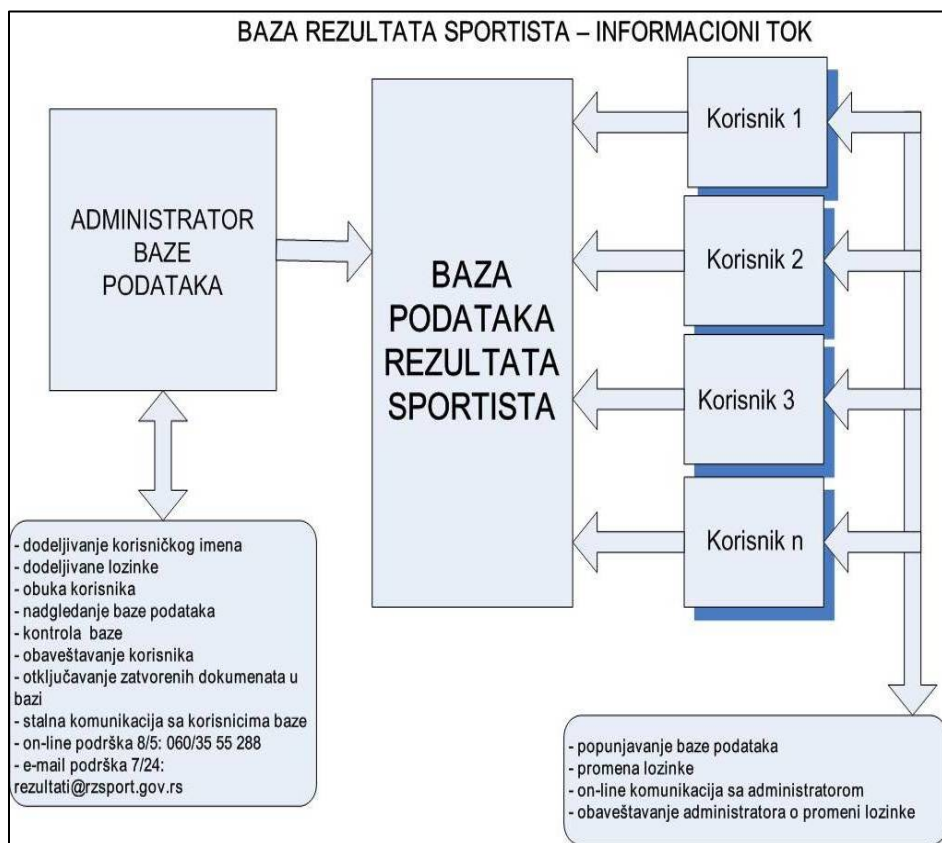 BAZA REZULTATA SPORTISTA – INFORMACIONI TOK
ADMINISTRATOR
BAZE
PODATAKA
BAZA
PODATAKA
REZULTATA
SPORTISTA
Korisnik 1
Korisnik 2
Korisnik 3
Korisnik n
- dodeljivanje korisničkog imena
- dodeljivane lozinke
- obuka korisnika
- nadgledanje baze podataka
- kontrola baze
- obaveštavanje korisnika
- otključavanje zatvorenih dokumenata u
bazi
- stalna komunikacija sa korisnicima baze
- on-line podrška 8/5: 060/35 55 288
- e-mail podrška 7/24:
rezultati@rzsport.gov.rs
- popunjavanje baze podataka
- promena lozinke
- on-line komunikacija sa administratorom
- obaveštavanje administratora o promeni lozinke